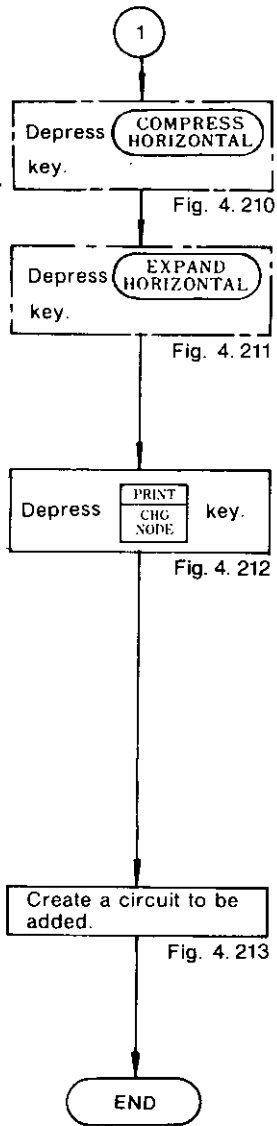 1
Depress COMPRESS HORIZONTAL
key.
Fig. 4. 210
Depress EXPAND HORIZONTAL
key.
Fig. 4. 211
Depress PRINT CHG NODE key.
Fig. 4. 212
Create a circuit to be
added.
Fig. 4. 213
END